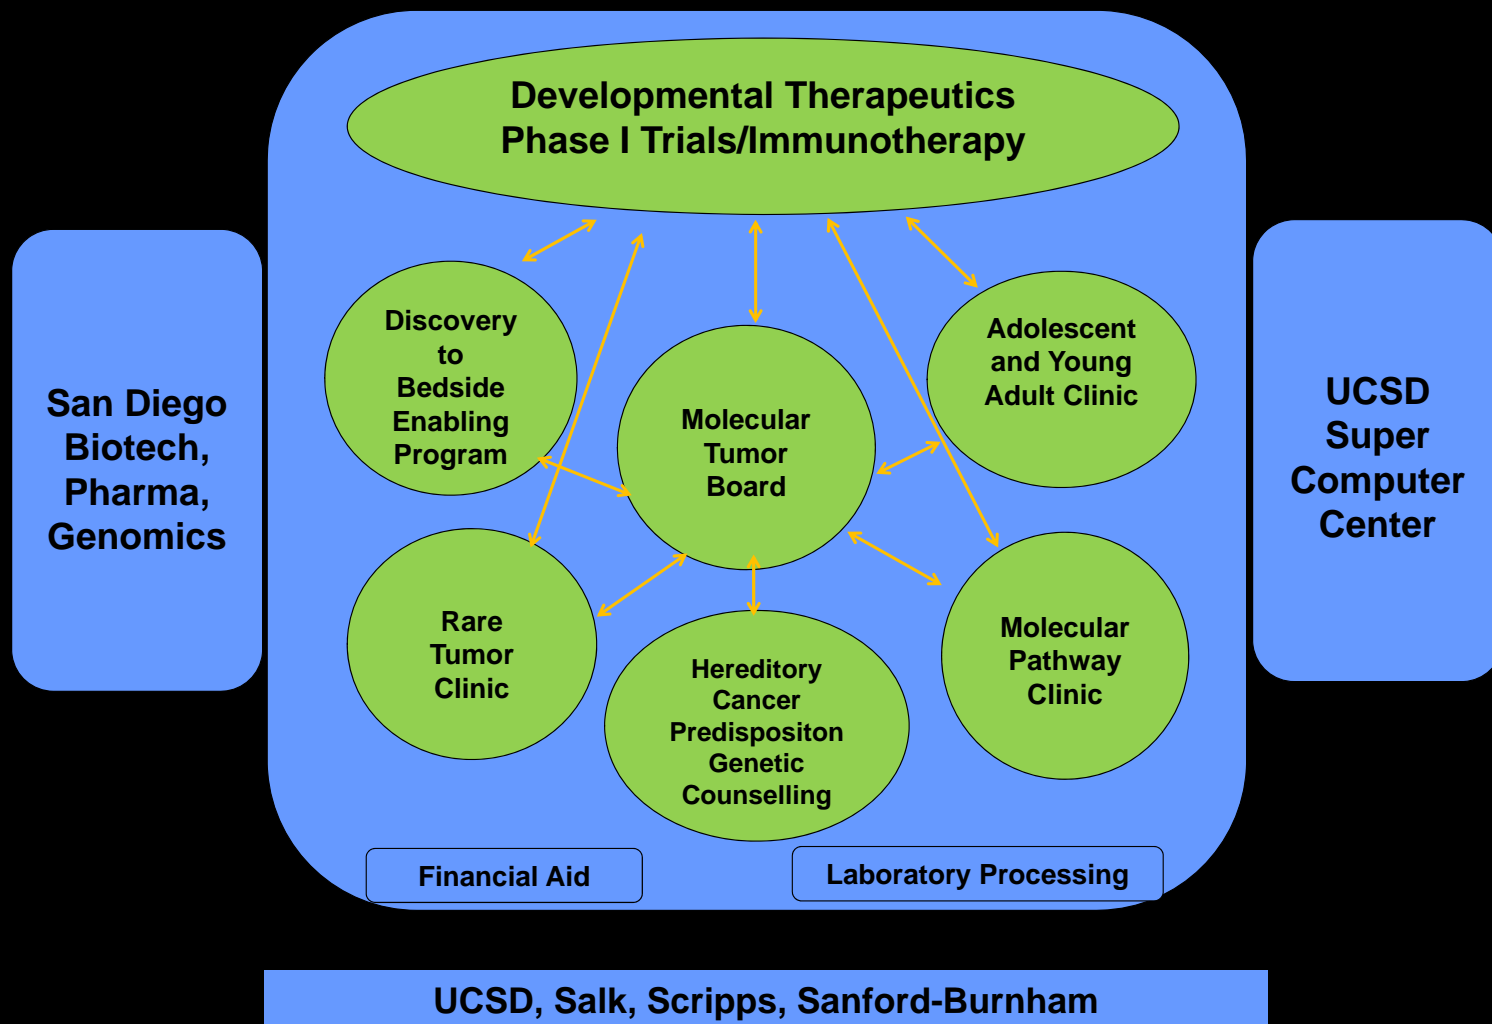 Developmental Therapeutics
Phase I Trials/Immunotherapy
Discovery
to
Bedside
Enabling
Program
Molecular
Tumor
Board
Adolescent
and Young
Adult Clinic
San Diego
Biotech,
Pharma,
Genomics
UCSD
Super
Computer
Center
Rare
Tumor
Clinic
Hereditory
Cancer
Predispositon
Genetic
Counselling
Molecular
Pathway
Clinic
Financial Aid
Laboratory Processing
UCSD, Salk, Scripps, Sanford-Burnham